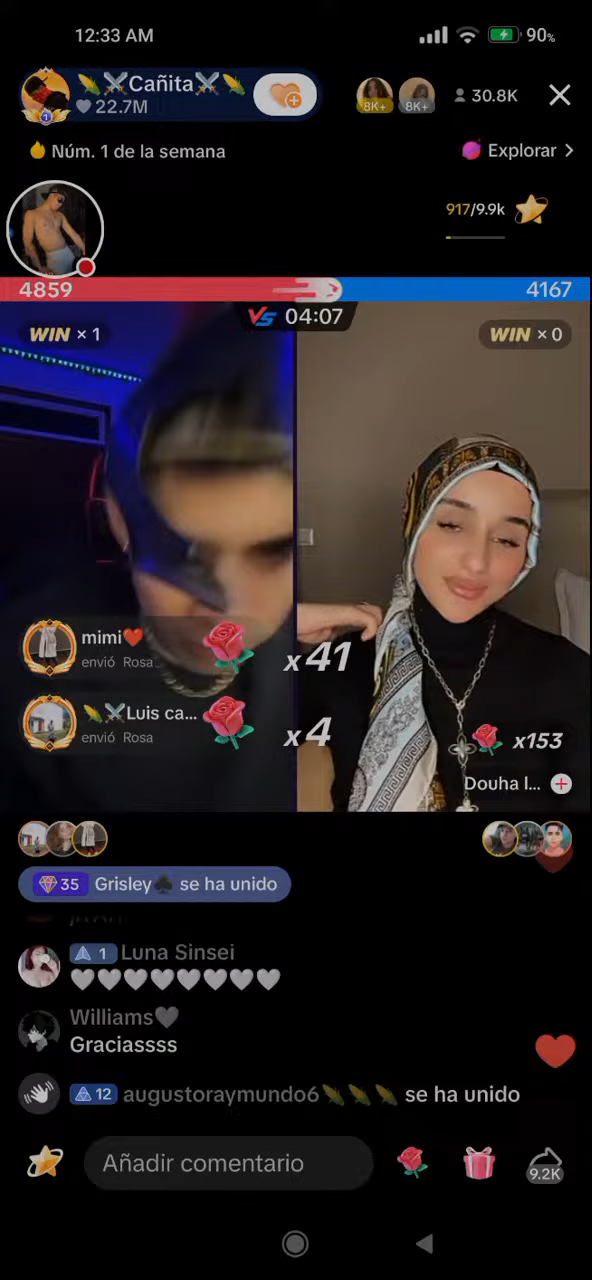 12:33 AM
90%
🌽⚔️Cañita⚔️🌽
22.7M
8K+
8K+
30.8K
Núm. 1 de la semana
Explorar
917/9.9k
4859
4167
VS 04:07
WIN × 1
WIN × 0
mimi❤️
envió Rosa
x41
🌽⚔️Luis ca...
envió Rosa
x4
x153
Douha l...
35 Grisley♣️ se ha unido
1 Luna Sinsei
🤍🤍🤍🤍🤍🤍🤍🤍
Williams🖤
Graciassss
12 augustoraymundo6🌽🌽🌽 se ha unido
Añadir comentario
9.2K